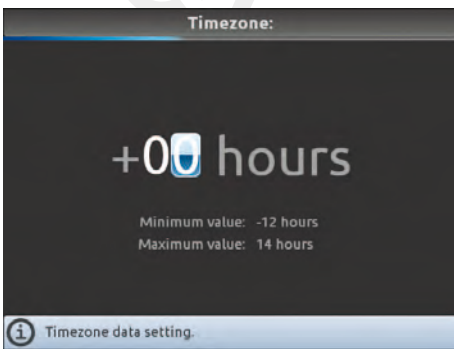 Timezone:
+00 hours
Minimum value: -12 hours
Maximum value: 14 hours
Timezone data setting.